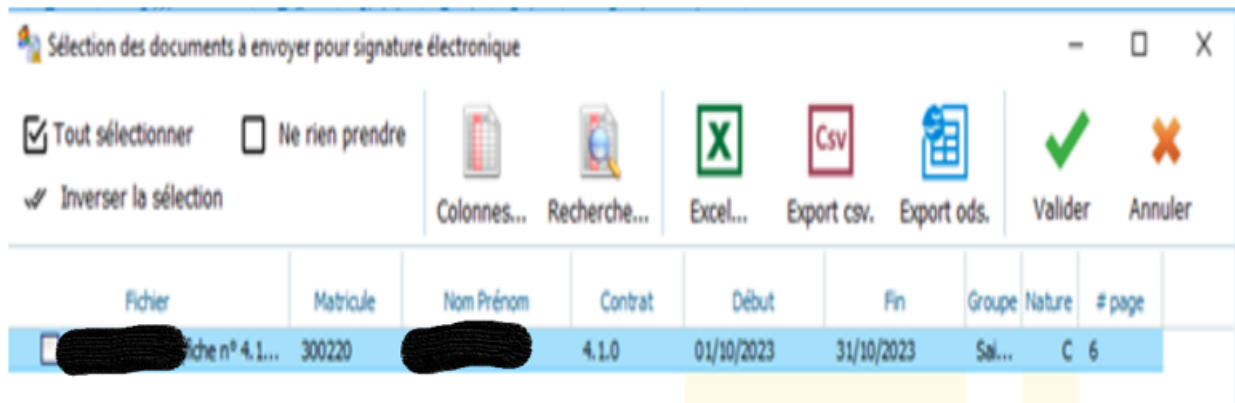 Sélection des documents à envoyer pour signature électronique
Tout sélectionner Ne rien prendre
Inverser la sélection
Colonnes... Recherche... Excel... Csv Export csv. Export ods. Valider Annuler
Fichier Matricule Nom Prénom Contrat Début Fin Groupe Nature # page
fiche n° 4.1... 300220 4.1.0 01/10/2023 31/10/2023 Sai... C 6